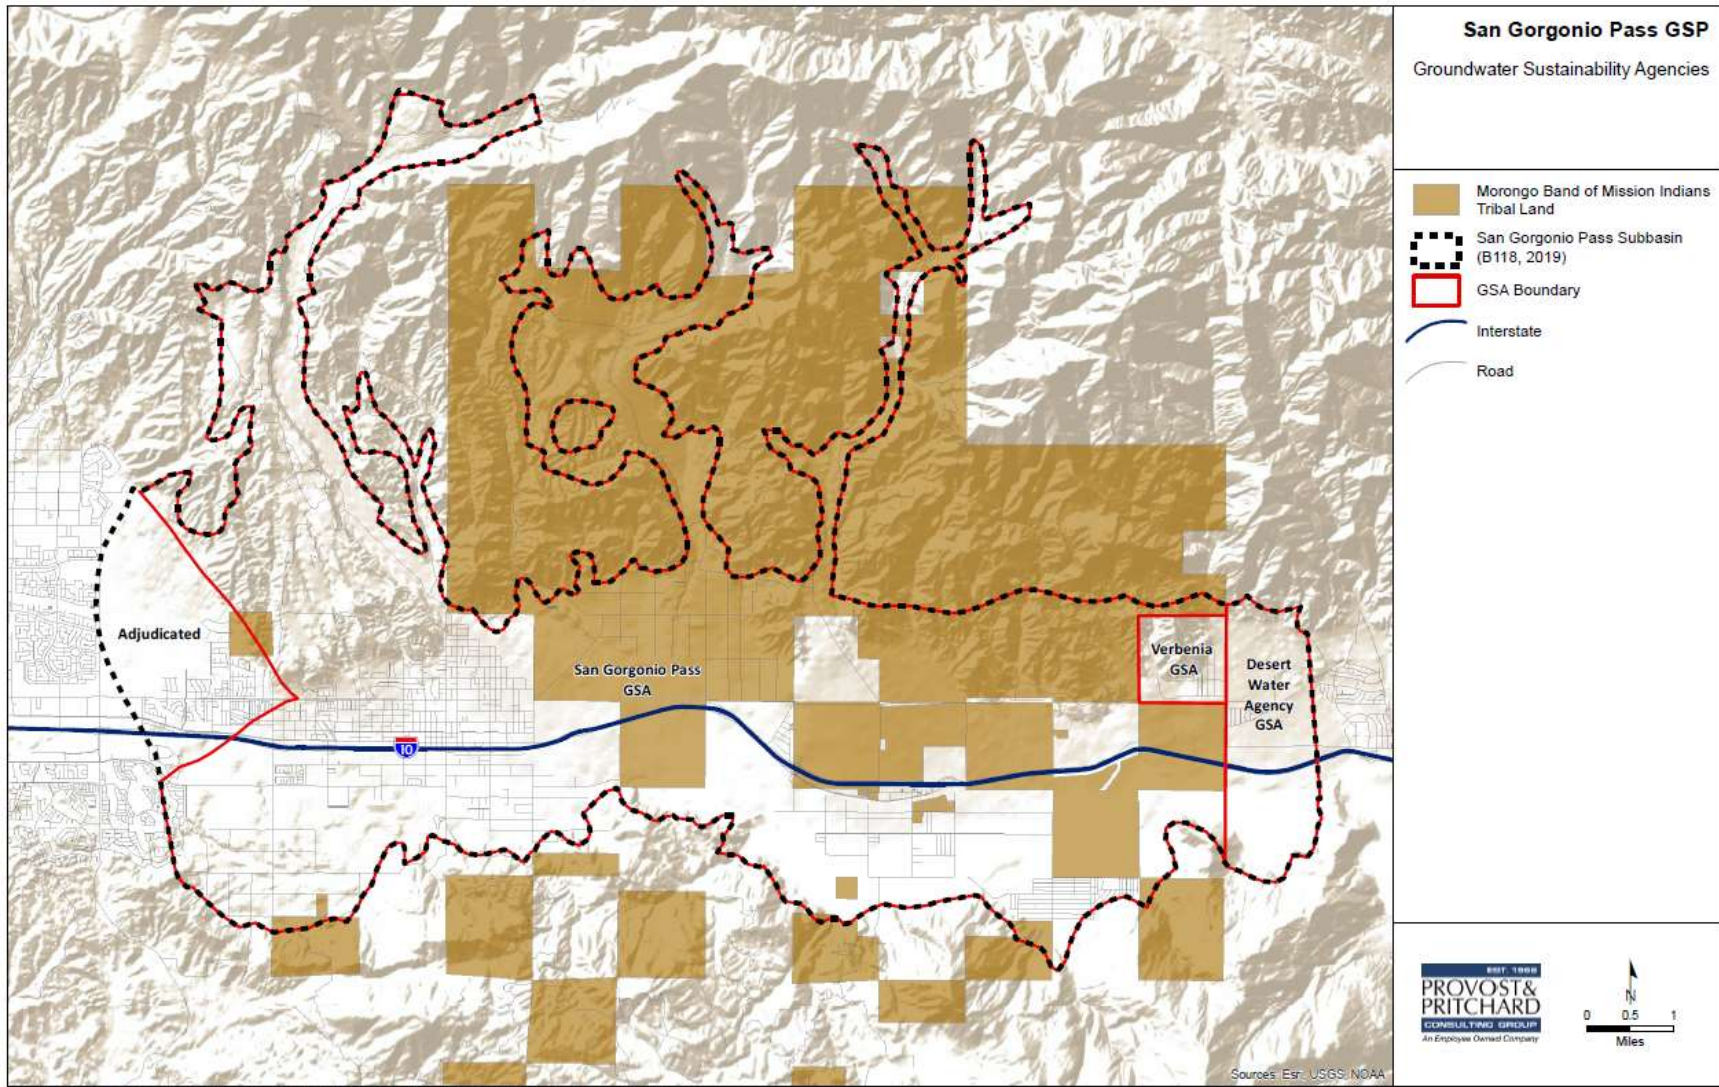 San Gorgonio Pass GSP
Groundwater Sustainability Agencies
Morongo Band of Mission Indians
Tribal Land
San Gorgonio Pass Subbasin
(B118, 2019)
GSA Boundary
Interstate
Road
Adjudicated
San Gorgonio Pass
GSA
Verbenia
GSA
Desert
Water
Agency
GSA
10
EST. 1968
PROVOST&
PRITCHARD
CONSULTING GROUP
An Employee Owned Company
N
0 0.5 1
Miles
Sources: Esri, USGS, NOAA